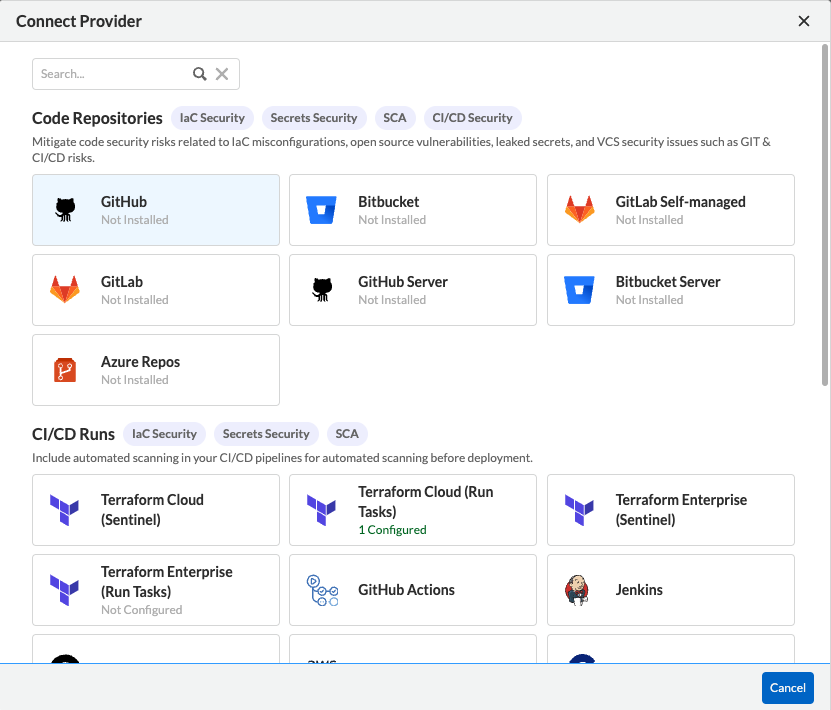 Connect Provider
Search...
Code Repositories IaC Security Secrets Security SCA CI/CD Security
Mitigate code security risks related to IaC misconfigurations, open source vulnerabilities, leaked secrets, and VCS security issues such as GIT &
CI/CD risks.
GitHub
Not Installed
Bitbucket
Not Installed
GitLab Self-managed
Not Installed
GitLab
Not Installed
GitHub Server
Not Installed
Bitbucket Server
Not Installed
Azure Repos
Not Installed
CI/CD Runs IaC Security Secrets Security SCA
Include automated scanning in your CI/CD pipelines for automated scanning before deployment.
Terraform Cloud
(Sentinel)
Terraform Cloud (Run
Tasks)
1 Configured
Terraform Enterprise
(Sentinel)
Terraform Enterprise
(Run Tasks)
Not Configured
GitHub Actions
Jenkins
Cancel